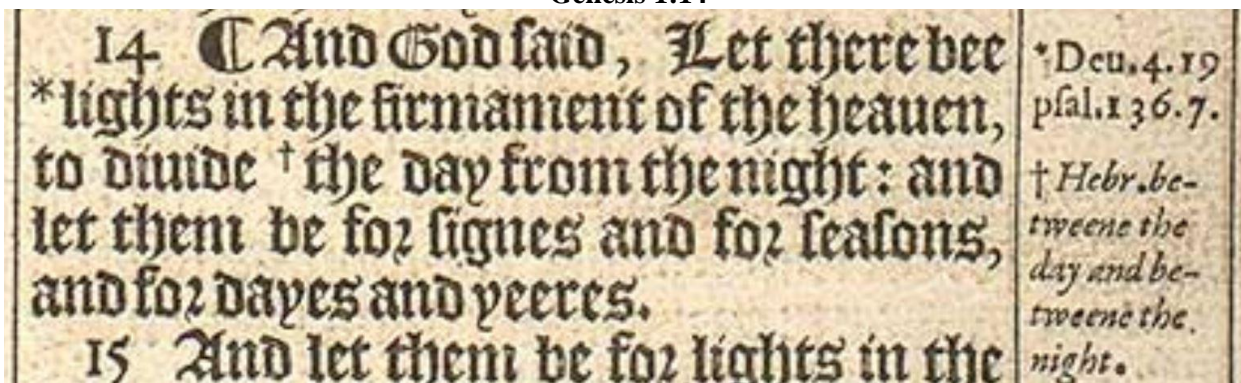 Genesis 1:14
14 ¶ And God ſaid, Let there bee
*lights in the firmament of the heauen,
to diuide † the day from the night: and
let them be for ſignes and for ſeaſons,
and for dayes and yeeres.
15 And let them be for lights in the
*Deu.4.19
pſal.136.7.
† Hebr.be-
tweene the
day and be-
tweene the
night.